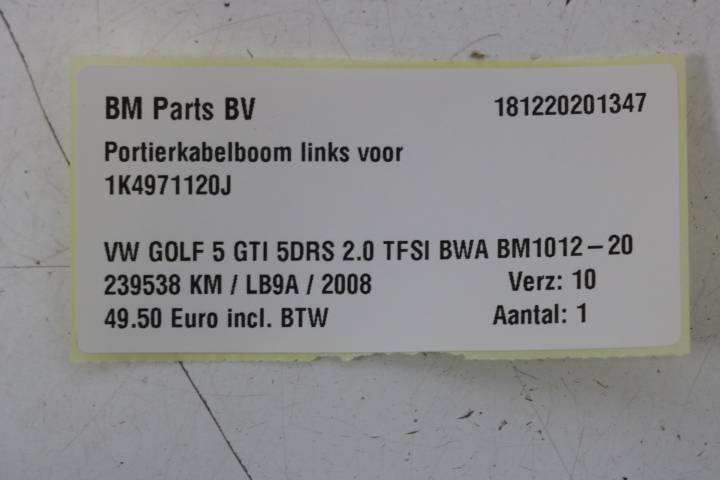 BM Parts BV 181220201347
Portierkabelboom links voor
1K4971120J
VW GOLF 5 GTI 5DRS 2.0 TFSI BWA BM1012-20
239538 KM / LB9A / 2008 Verz: 10
49.50 Euro incl. BTW Aantal: 1